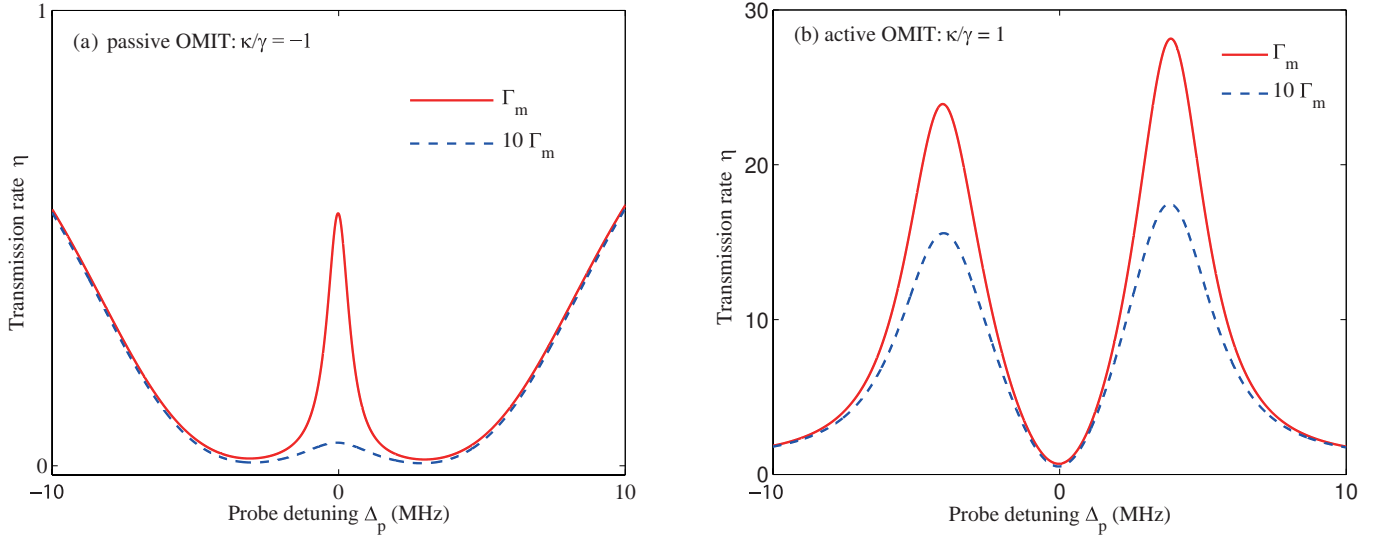 1
(a) passive OMIT: κ/γ = −1
Γm
10 Γm
Transmission rate η
0
−10
0
10
Probe detuning Δp (MHz)
30
(b) active OMIT: κ/γ = 1
Γm
10 Γm
20
Transmission rate η
10
0
−10
0
10
Probe detuning Δp (MHz)